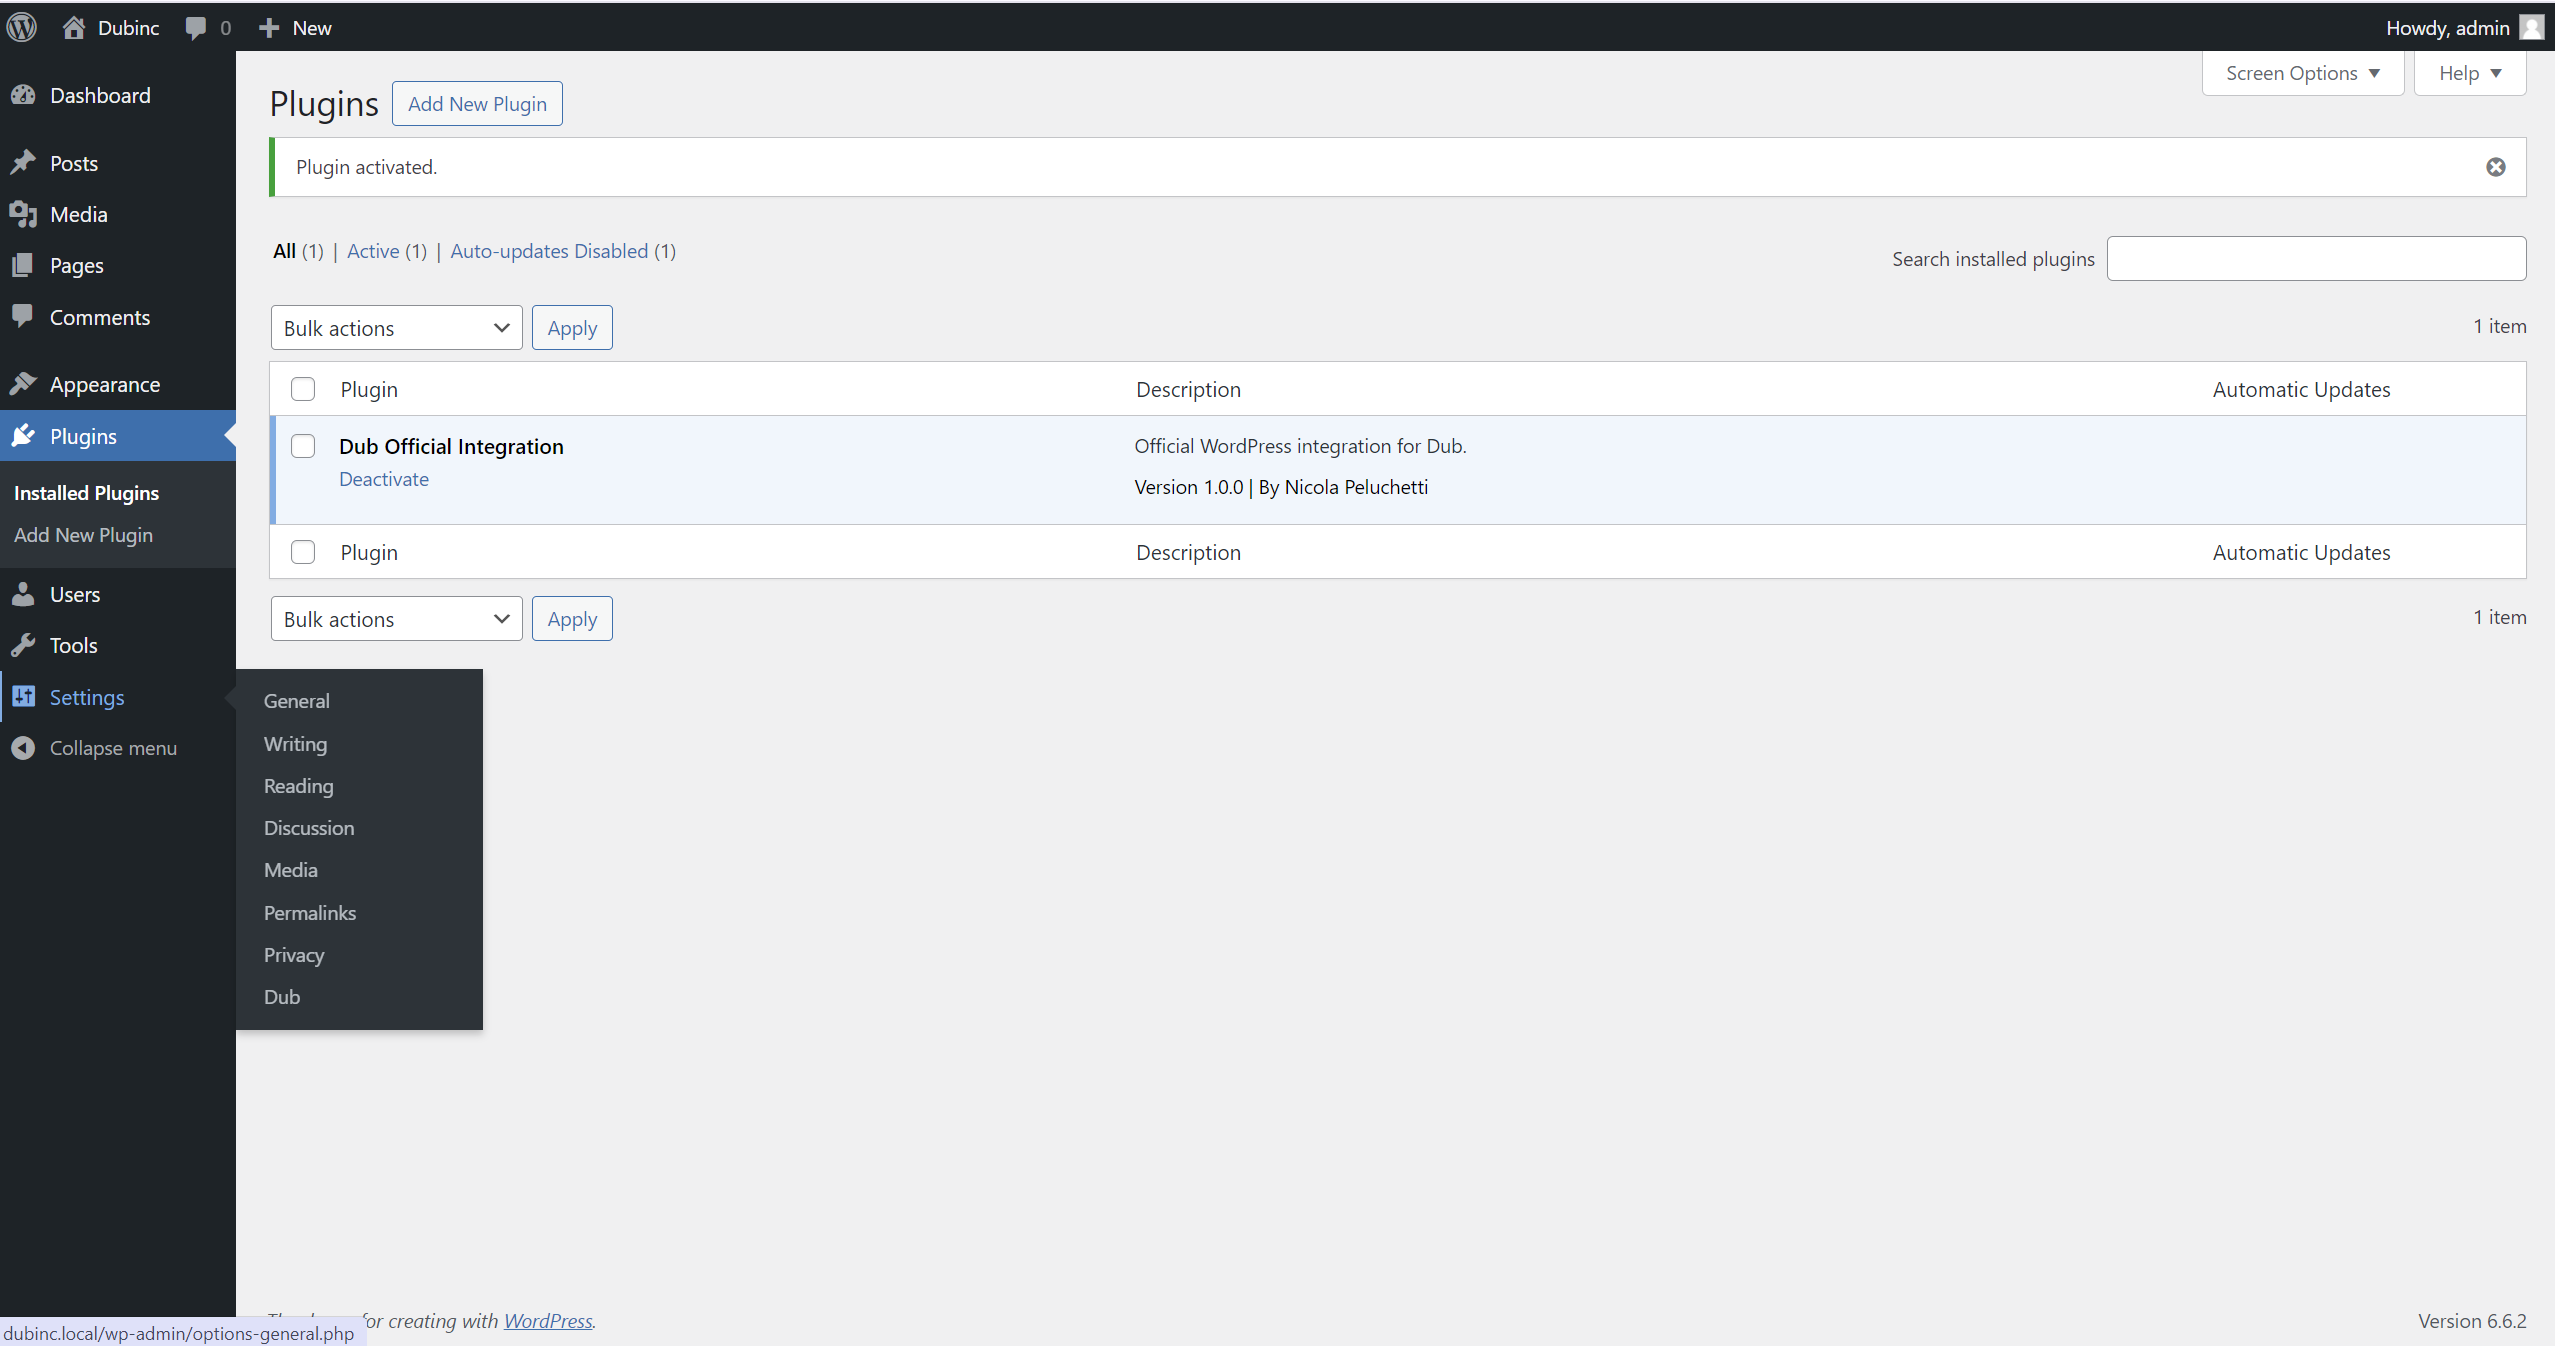 Dubinc 0 New
Howdy, admin
Dashboard
Posts
Media
Pages
Comments
Appearance
Plugins
Installed Plugins
Add New Plugin
Users
Tools
Settings
Collapse menu
General
Writing
Reading
Discussion
Media
Permalinks
Privacy
Dub
Screen Options
Help
Plugins
Add New Plugin
Plugin activated.
All (1) | Active (1) | Auto-updates Disabled (1)
Search installed plugins
Bulk actions
Apply
1 item
Plugin Description Automatic Updates
Dub Official Integration
Deactivate
Official WordPress integration for Dub.
Version 1.0.0 | By Nicola Peluchetti
Plugin Description Automatic Updates
Bulk actions
Apply
1 item
for creating with WordPress.
Version 6.6.2
dubinc.local/wp-admin/options-general.php